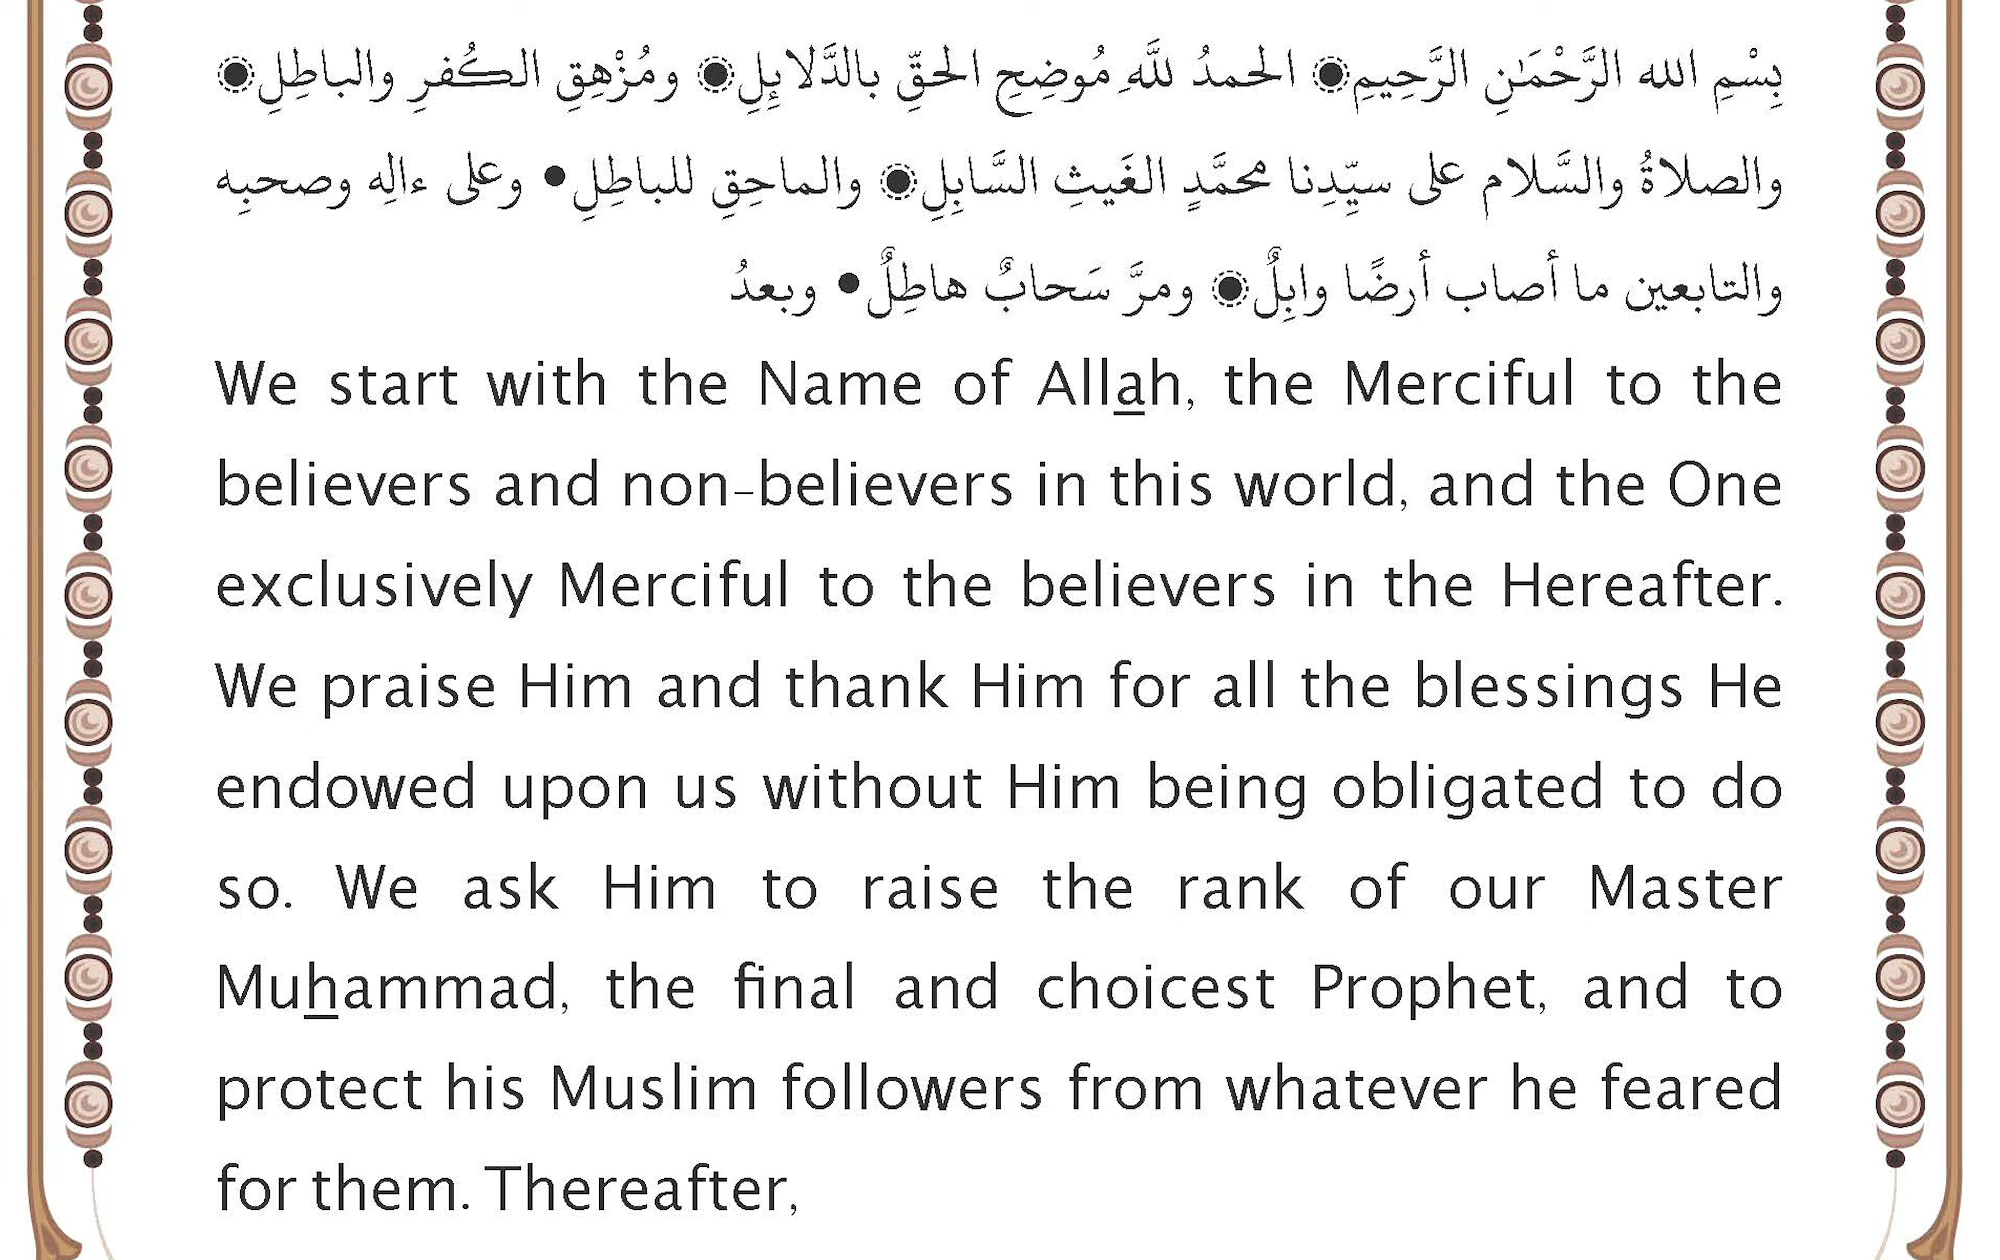 بِسْمِ الله الرَّحْمَـٰنِ الرَّحِيمِ◉ الحمدُ للَّهِ مُوضِحِ الحقِّ بالدَّلائِلِ◉ ومُزْهِقِ الكُفرِ والباطِلِ◉
والصلاةُ والسَّلام على سيِّدِنا محمَّدٍ الغَيثِ السَّابِلِ◉ والماحِقِ للباطِلِ• وعلى ءالِه وصحبِه
والتابعين ما أصاب أرضًا وابِلٌ◉ ومرَّ سَحابٌ هاطِلٌ• وبعدُ
We start with the Name of Allah, the Merciful to the
believers and non-believers in this world, and the One
exclusively Merciful to the believers in the Hereafter.
We praise Him and thank Him for all the blessings He
endowed upon us without Him being obligated to do
so. We ask Him to raise the rank of our Master
Muhammad, the final and choicest Prophet, and to
protect his Muslim followers from whatever he feared
for them. Thereafter,